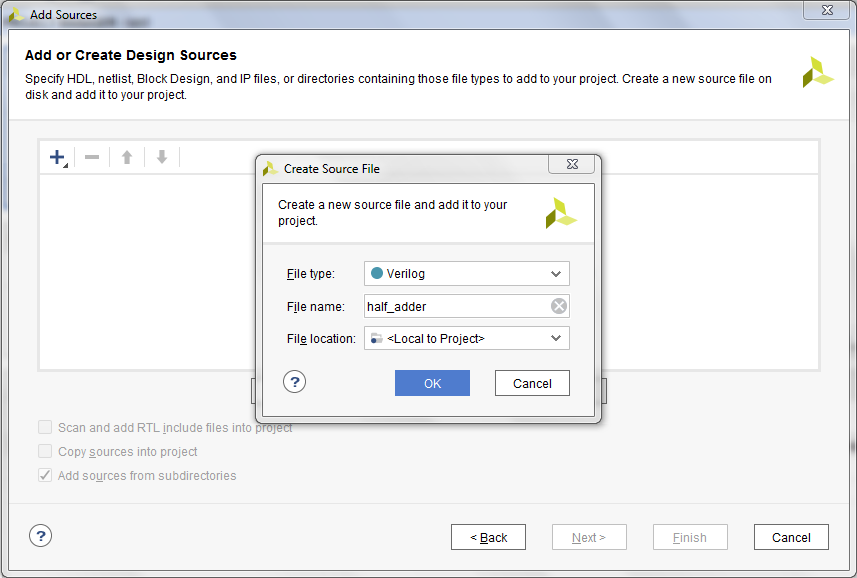 Add Sources
Add or Create Design Sources
Specify HDL, netlist, Block Design, and IP files, or directories containing those file types to add to your project. Create a new source file on
disk and add it to your project.
Create Source File
Create a new source file and add it to your
project.
File type:
Verilog
File name:
half_adder
File location:
<Local to Project>
?
OK
Cancel
Scan and add RTL include files into project
Copy sources into project
Add sources from subdirectories
?
< Back
Next >
Finish
Cancel